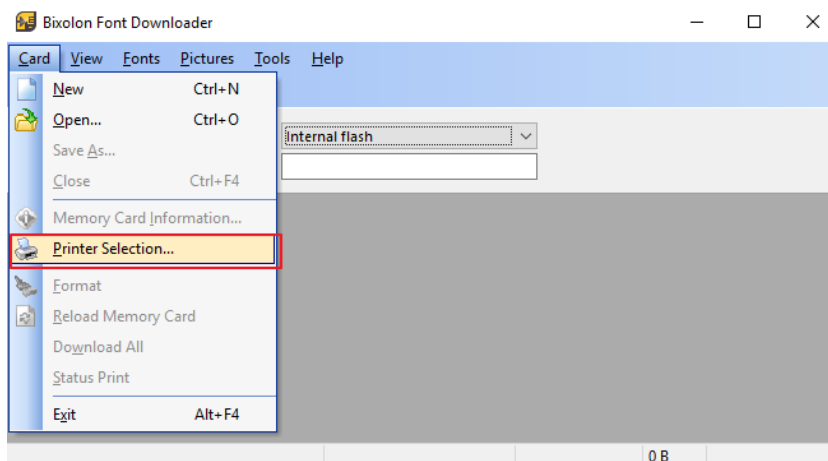 Bixolon Font Downloader
Card View Fonts Pictures Tools Help
New Ctrl+N
Open... Ctrl+O
Internal flash
Save As...
Close Ctrl+F4
Memory Card Information...
Printer Selection...
Format
Reload Memory Card
Download All
Status Print
Exit Alt+F4
0 B